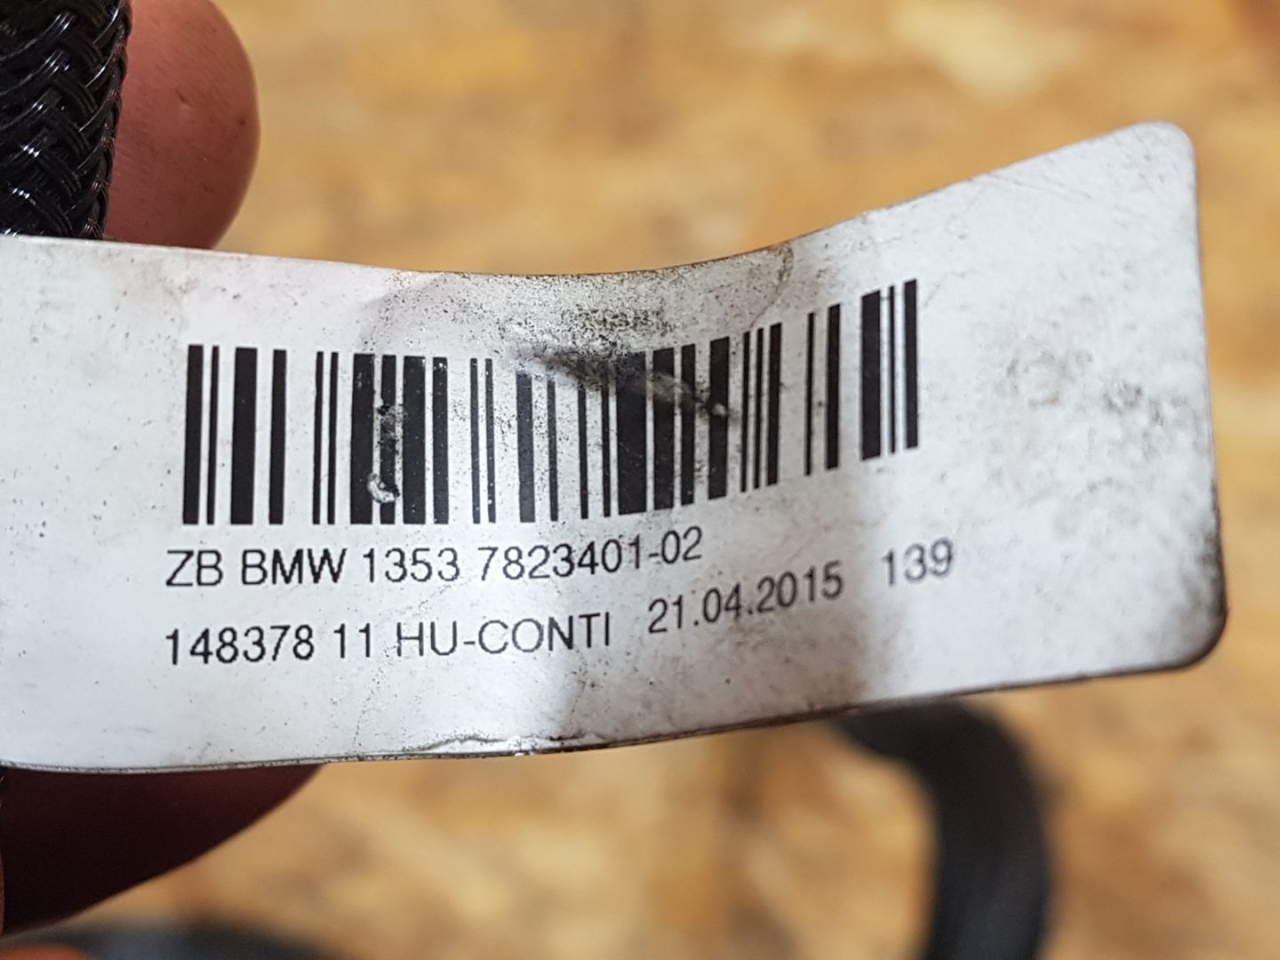 ZB BMW 1353 7823401-02
148378 11 HU-CONTI 21.04.2015 139